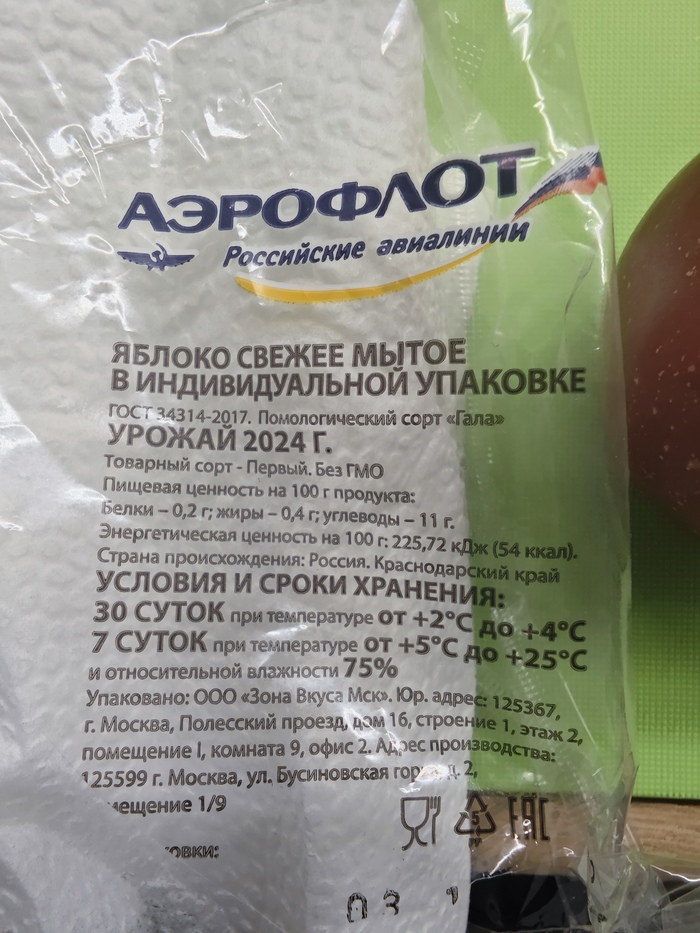 АЭРОФЛОТ
Российские авиалинии
ЯБЛОКО СВЕЖЕЕ МЫТОЕ
В ИНДИВИДУАЛЬНОЙ УПАКОВКЕ
ГОСТ 34314-2017. Помологический сорт «Гала»
УРОЖАЙ 2024 Г.
Товарный сорт - Первый. Без ГМО
Пищевая ценность на 100 г продукта:
Белки – 0,2 г; жиры – 0,4 г; углеводы – 11 г.
Энергетическая ценность на 100 г: 225,72 кДж (54 ккал).
Страна происхождения: Россия. Краснодарский край
УСЛОВИЯ И СРОКИ ХРАНЕНИЯ:
30 СУТОК при температуре от +2°C до +4°C
7 СУТОК при температуре от +5°C до +25°C
и относительной влажности 75%
Упаковано: ООО «Зона Вкуса Мск». Юр. адрес: 125367,
г. Москва, Полесский проезд, дом 16, строение 1, этаж 2,
помещение I, комната 9, офис 2. Адрес производства:
125599 г. Москва, ул. Бусиновская д. 2,
1/9
5
EAC
03